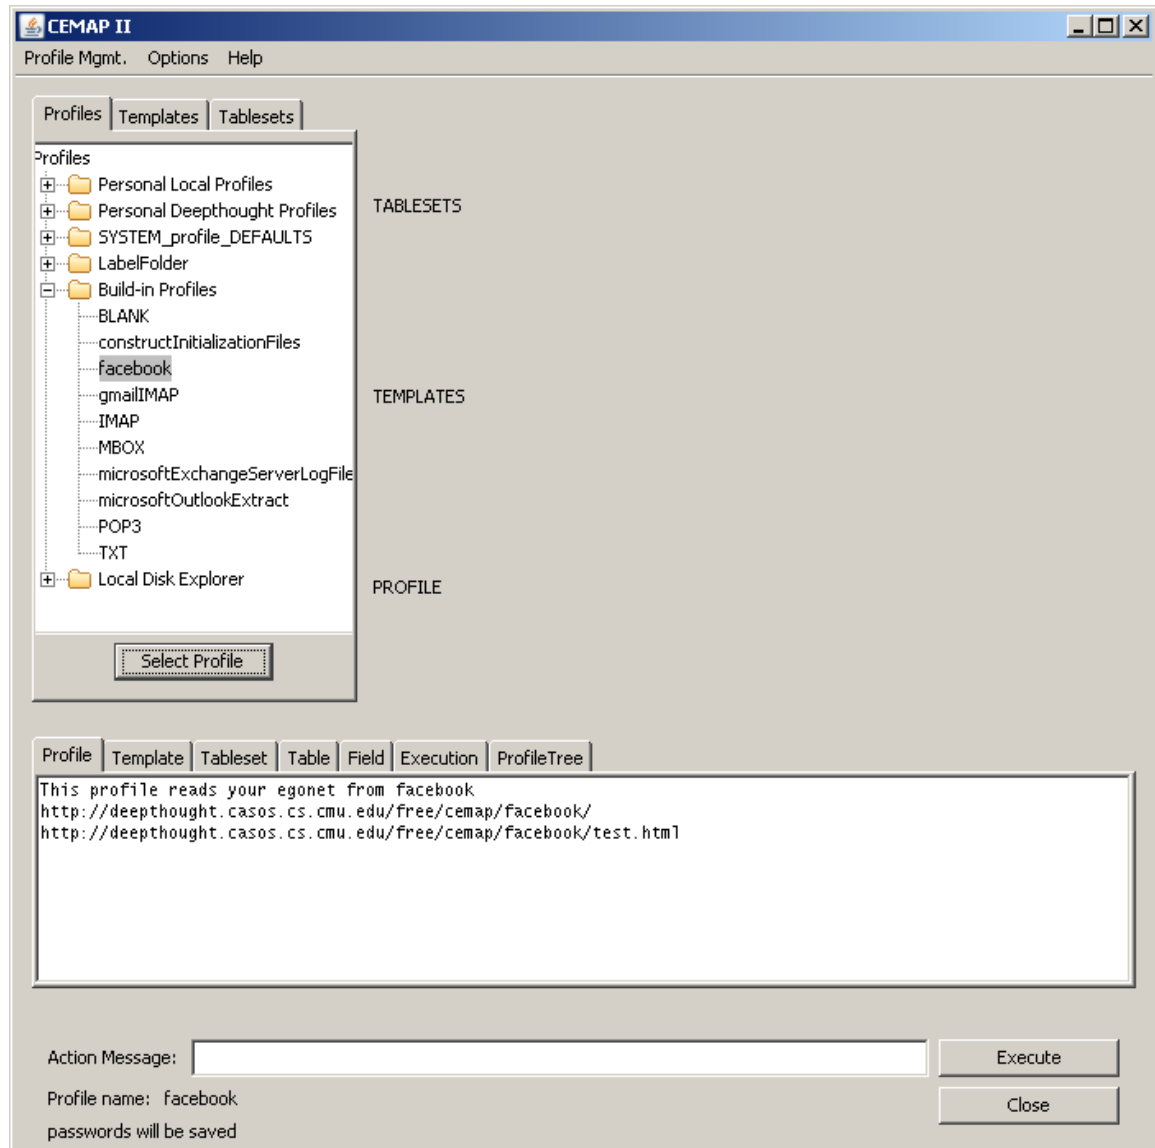 CEMAP II
Profile Mgmt. Options Help
Profiles Templates Tablesets
Profiles
Personal Local Profiles
Personal Deepthought Profiles
SYSTEM_profile_DEFAULTS
LabelFolder
Build-in Profiles
BLANK
constructInitializationFiles
facebook
gmailIMAP
IMAP
MBOX
microsoftExchangeServerLogFile
microsoftOutlookExtract
POP3
TXT
Local Disk Explorer
Select Profile
TABLESETS
TEMPLATES
PROFILE
Profile Template Tableset Table Field Execution ProfileTree
This profile reads your egonet from facebook
http://deepthought.casos.cs.cmu.edu/free/cemap/facebook/
http://deepthought.casos.cs.cmu.edu/free/cemap/facebook/test.html
Action Message:
Execute
Profile name: facebook
Close
passwords will be saved